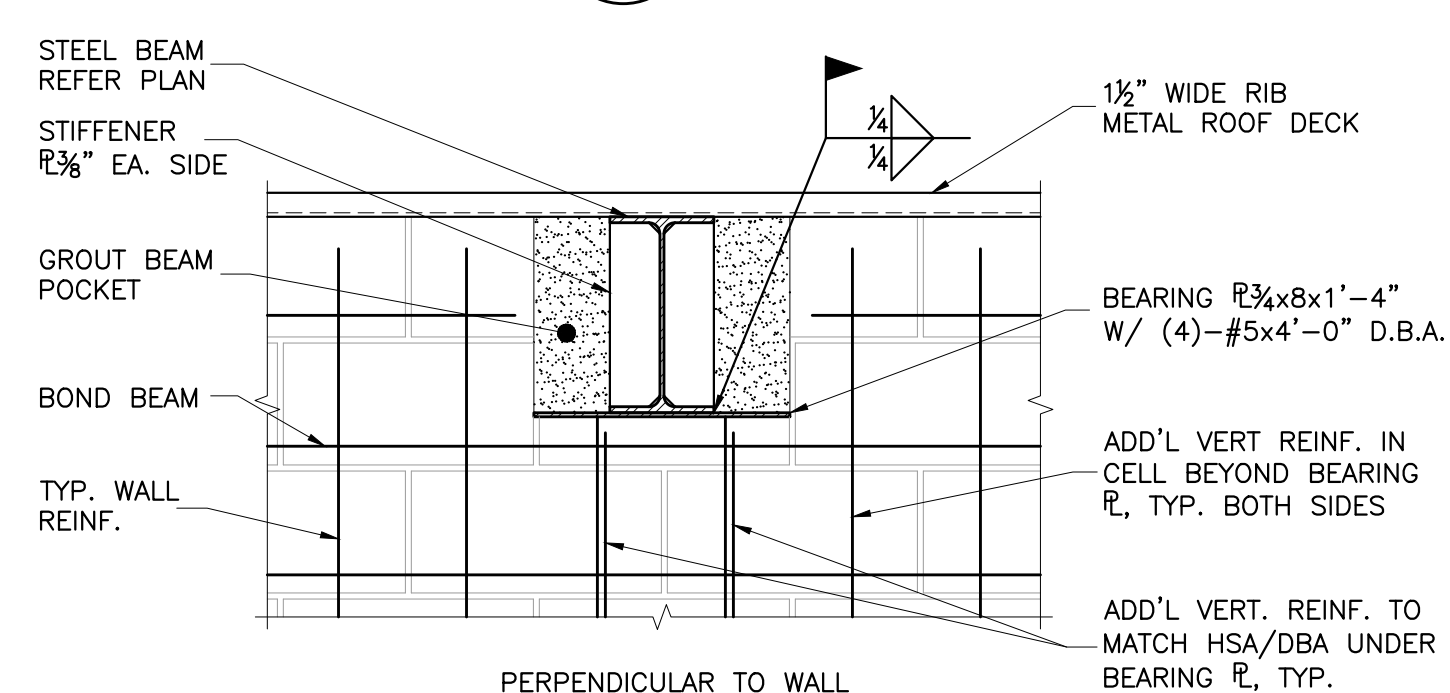 STEEL BEAM
REFER PLAN
STIFFENER
℄3/8" EA. SIDE
GROUT BEAM
POCKET
BOND BEAM
TYP. WALL
REINF.
1/4
1/4
1½" WIDE RIB
METAL ROOF DECK
BEARING ℄3/4x8x1'-4"
W/ (4)-#5x4'-0" D.B.A.
ADD'L VERT REINF. IN
CELL BEYOND BEARING
℄, TYP. BOTH SIDES
ADD'L VERT. REINF. TO
MATCH HSA/DBA UNDER
BEARING ℄, TYP.
PERPENDICULAR TO WALL